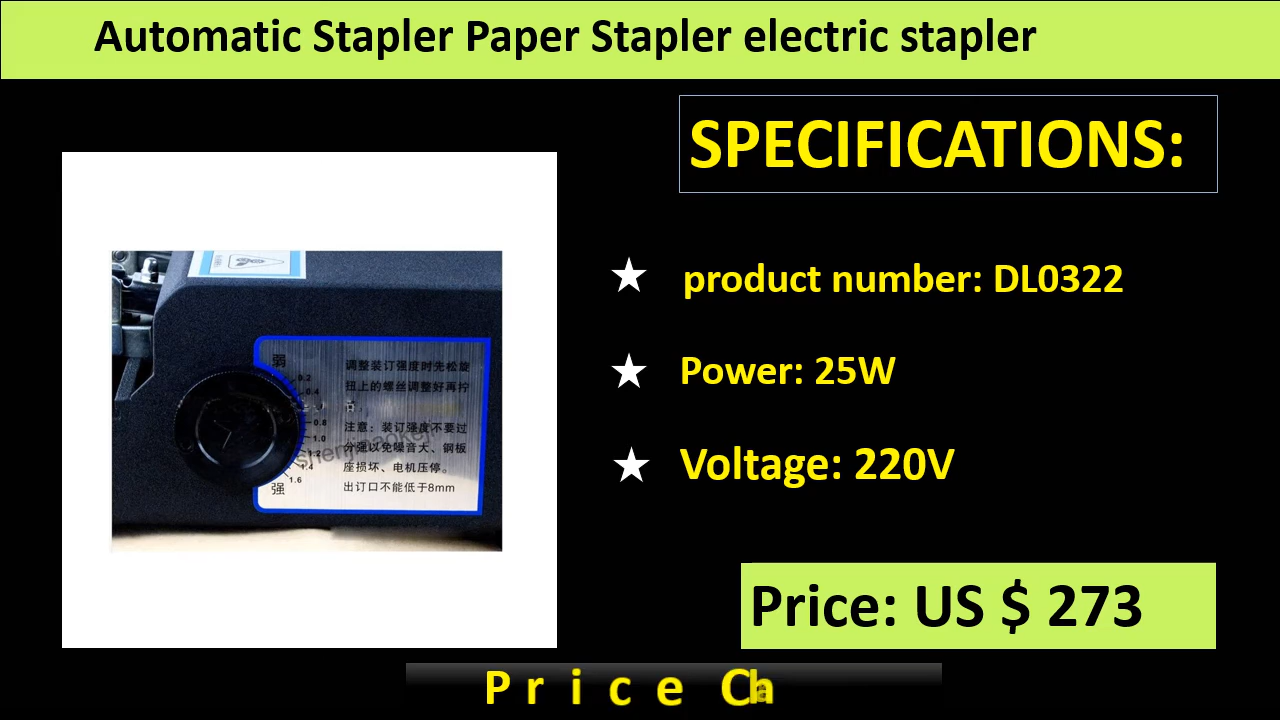 Automatic Stapler Paper Stapler electric stapler
SPECIFICATIONS:
product number: DL0322
Power: 25W
Voltage: 220V
Price: US $ 273
弱
0.2
0.4
0.8
1.0
1.2
1.4
1.6
强
调整装订强度时先松旋
扭上的螺丝调整好再拧
注意：装订强度不要过
分强以免噪音大、钢板
座损坏、电机压停。
出订口不能低于8mm
Price Cha